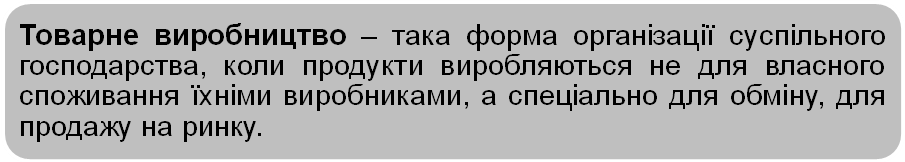 Товарне виробництво – така форма організації суспільного
господарства, коли продукти виробляються не для власного
споживання їхніми виробниками, а спеціально для обміну, для
продажу на ринку.